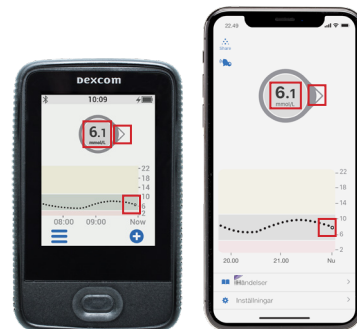 Dexcom
10:09
6.1
mmol/L
22
18
14
10
6
2
08:00 09:00 Now
22.49
Share
6.1
mmol/L
22
18
14
10
6
2
20.00 21.00 Nu
Händelser
Inställningar